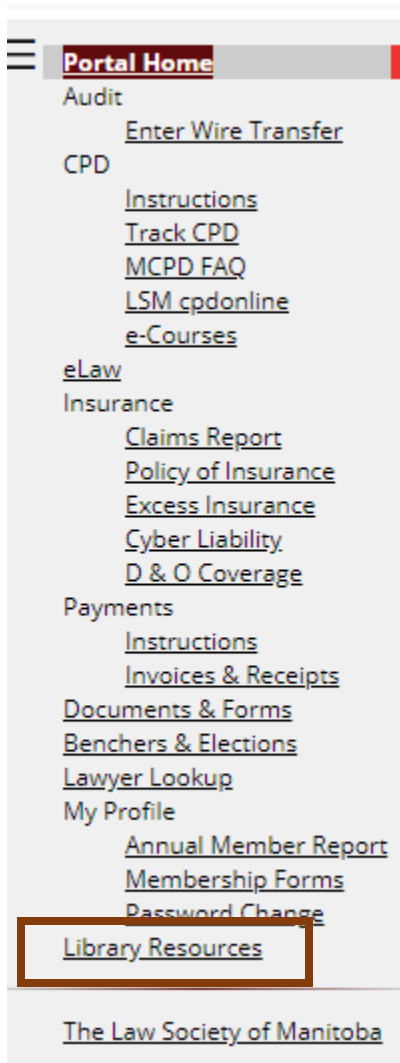 Portal Home
Audit
Enter Wire Transfer
CPD
Instructions
Track CPD
MCPD FAQ
LSM cpdonline
e-Courses
eLaw
Insurance
Claims Report
Policy of Insurance
Excess Insurance
Cyber Liability
D & O Coverage
Payments
Instructions
Invoices & Receipts
Documents & Forms
Benchers & Elections
Lawyer Lookup
My Profile
Annual Member Report
Membership Forms
Password Change
Library Resources
The Law Society of Manitoba